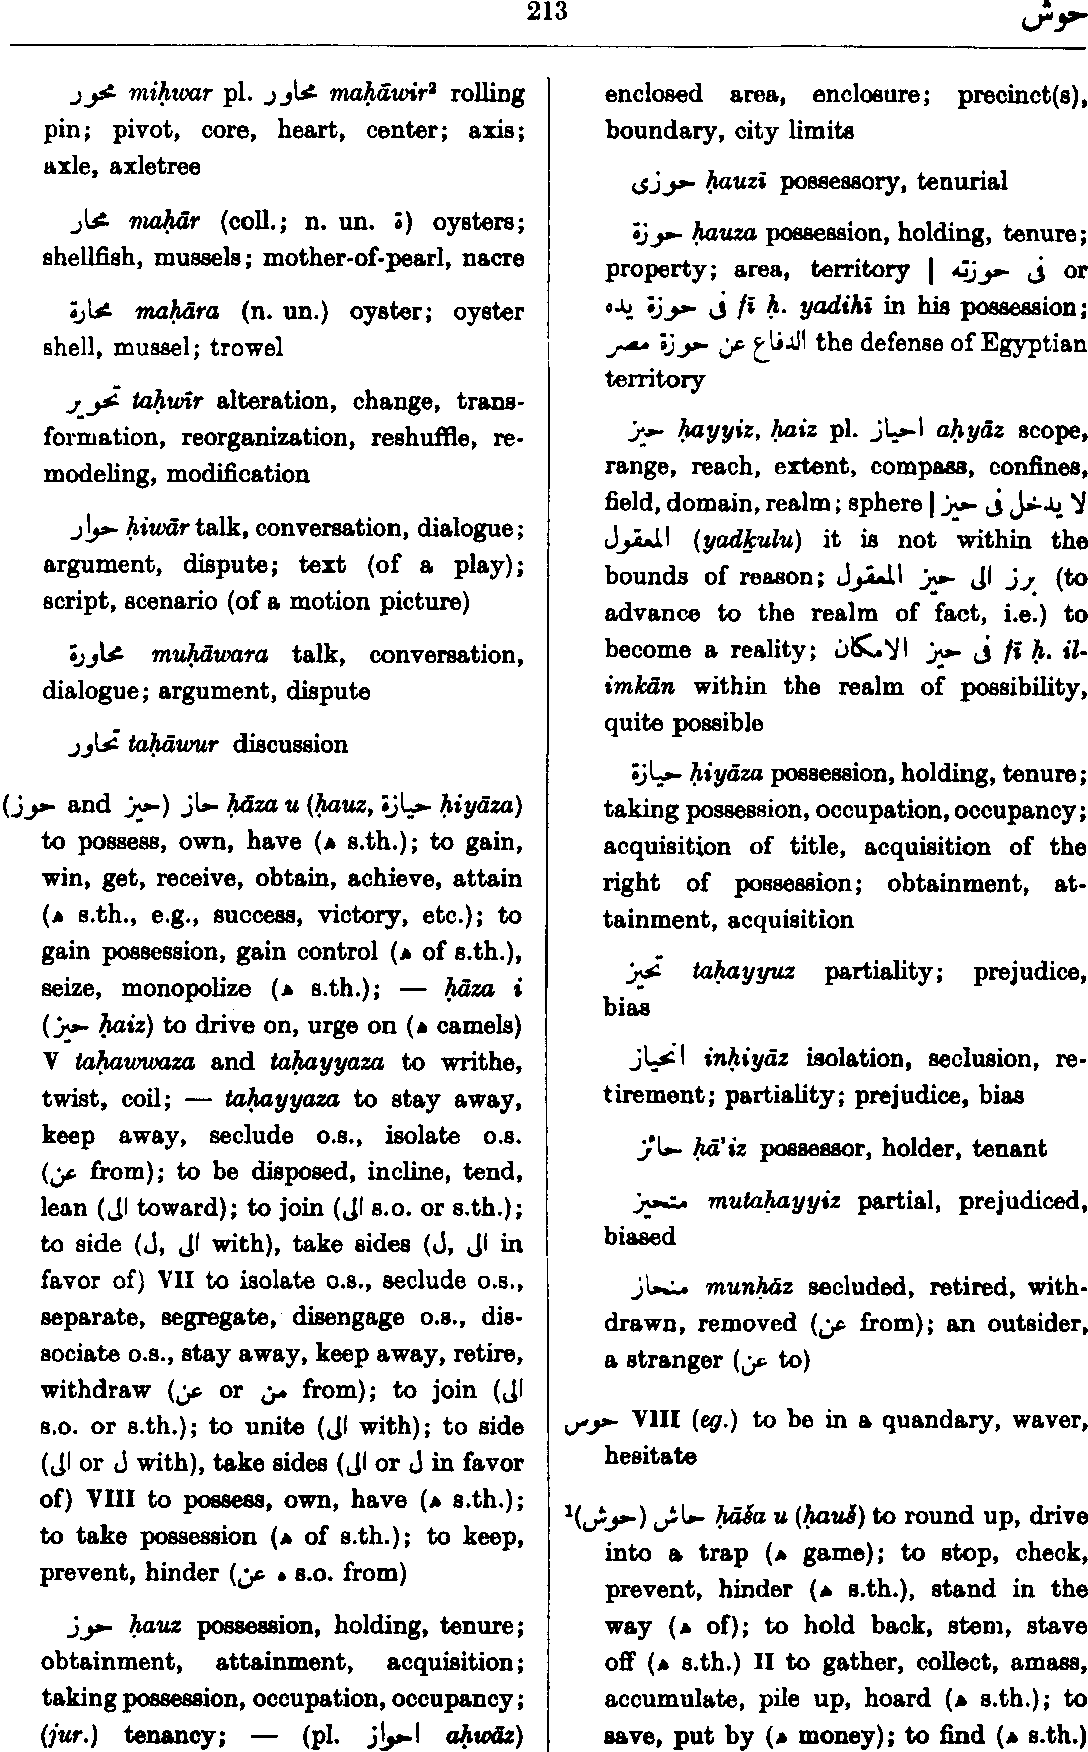 213
حوش
محور miḥwar pl. محاور maḥāwir² rolling
pin; pivot, core, heart, center; axis;
axle, axletree
محار maḥār (coll.; n. un. ة) oysters;
shellfish, mussels; mother-of-pearl, nacre
محارة maḥāra (n. un.) oyster; oyster
shell, mussel; trowel
تحوير taḥwīr alteration, change, trans-
formation, reorganization, reshuffle, re-
modeling, modification
حوار ḥiwār talk, conversation, dialogue;
argument, dispute; text (of a play);
script, scenario (of a motion picture)
محاورة muḥāwara talk, conversation,
dialogue; argument, dispute
تحاور taḥāwur discussion
(حوز and حيز) حاز ḥāza u (ḥauz, حيازة ḥiyāza)
to possess, own, have (ه s.th.); to gain,
win, get, receive, obtain, achieve, attain
(ه s.th., e.g., success, victory, etc.); to
gain possession, gain control (ه of s.th.),
seize, monopolize (ه s.th.); — ḥāza i
(حيز ḥaiz) to drive on, urge on (ه camels)
V taḥawwaza and taḥayyaza to writhe,
twist, coil; — taḥayyaza to stay away,
keep away, seclude o.s., isolate o.s.
(عن from); to be disposed, incline, tend,
lean (الى toward); to join (الى s.o. or s.th.);
to side (ل, الى with), take sides (ل, الى in
favor of) VII to isolate o.s., seclude o.s.,
separate, segregate, disengage o.s., dis-
sociate o.s., stay away, keep away, retire,
withdraw (عن or من from); to join (الى
s.o. or s.th.); to unite (الى with); to side
(الى or ل with), take sides (الى or ل in favor
of) VIII to possess, own, have (ه s.th.);
to take possession (ه of s.th.); to keep,
prevent, hinder (ه عن s.o. from)
حوز ḥauz possession, holding, tenure;
obtainment, attainment, acquisition;
taking possession, occupation, occupancy;
(jur.) tenancy; — (pl. احواز aḥwāz)
enclosed area, enclosure; precinct(s),
boundary, city limits
حوزى ḥauzī possessory, tenurial
حوزة ḥauza possession, holding, tenure;
property; area, territory | فى حوزته or
فى حوزة يده fī ḥ. yadihī in his possession;
الدفاع عن حوزة مصر the defense of Egyptian
territory
حيز ḥayyiz, ḥaiz pl. احياز aḥyāz scope,
range, reach, extent, compass, confines,
field, domain, realm; sphere | لا يدخل فى حيز
المعقول (yadḵulu) it is not within the
bounds of reason; برز الى حيز المعقول (to
advance to the realm of fact, i.e.) to
become a reality; فى حيز الامكان fī ḥ. il-
imkān within the realm of possibility,
quite possible
حيازة ḥiyāza possession, holding, tenure;
taking possession, occupation, occupancy;
acquisition of title, acquisition of the
right of possession; obtainment, at-
tainment, acquisition
تحيز taḥayyuz partiality; prejudice,
bias
انحياز inḥiyāz isolation, seclusion, re-
tirement; partiality; prejudice, bias
حائز ḥā'iz possessor, holder, tenant
متحيز mutaḥayyiz partial, prejudiced,
biased
منحاز munḥāz secluded, retired, with-
drawn, removed (عن from); an outsider,
a stranger (عن to)
حوس VIII (eg.) to be in a quandary, waver,
hesitate
¹(حوش) حاش ḥāša u (ḥauš) to round up, drive
into a trap (ه game); to stop, check,
prevent, hinder (ه s.th.), stand in the
way (ه of); to hold back, stem, stave
off (ه s.th.) II to gather, collect, amass,
accumulate, pile up, hoard (ه s.th.); to
save, put by (ه money); to find (ه s.th.)